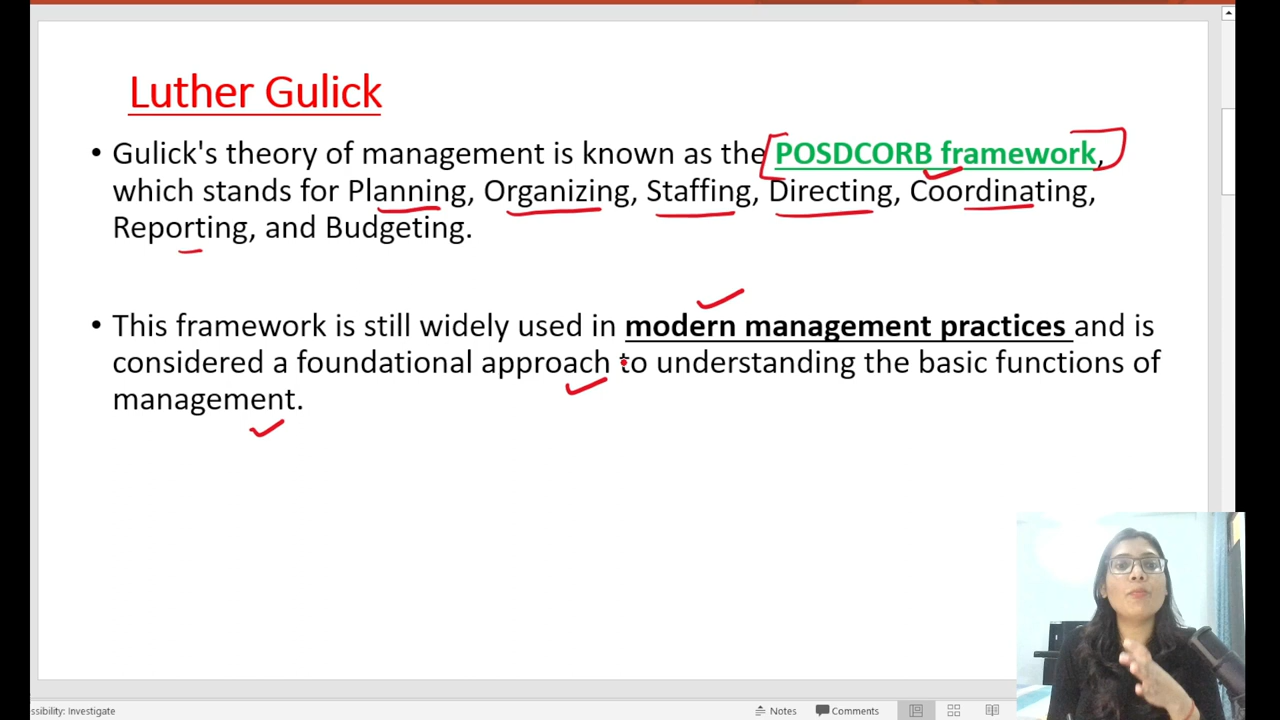 Luther Gulick
• Gulick's theory of management is known as the POSDCORB framework,
which stands for Planning, Organizing, Staffing, Directing, Coordinating,
Reporting, and Budgeting.
• This framework is still widely used in modern management practices and is
considered a foundational approach to understanding the basic functions of
management.
ssibility: Investigate
Notes
Comments